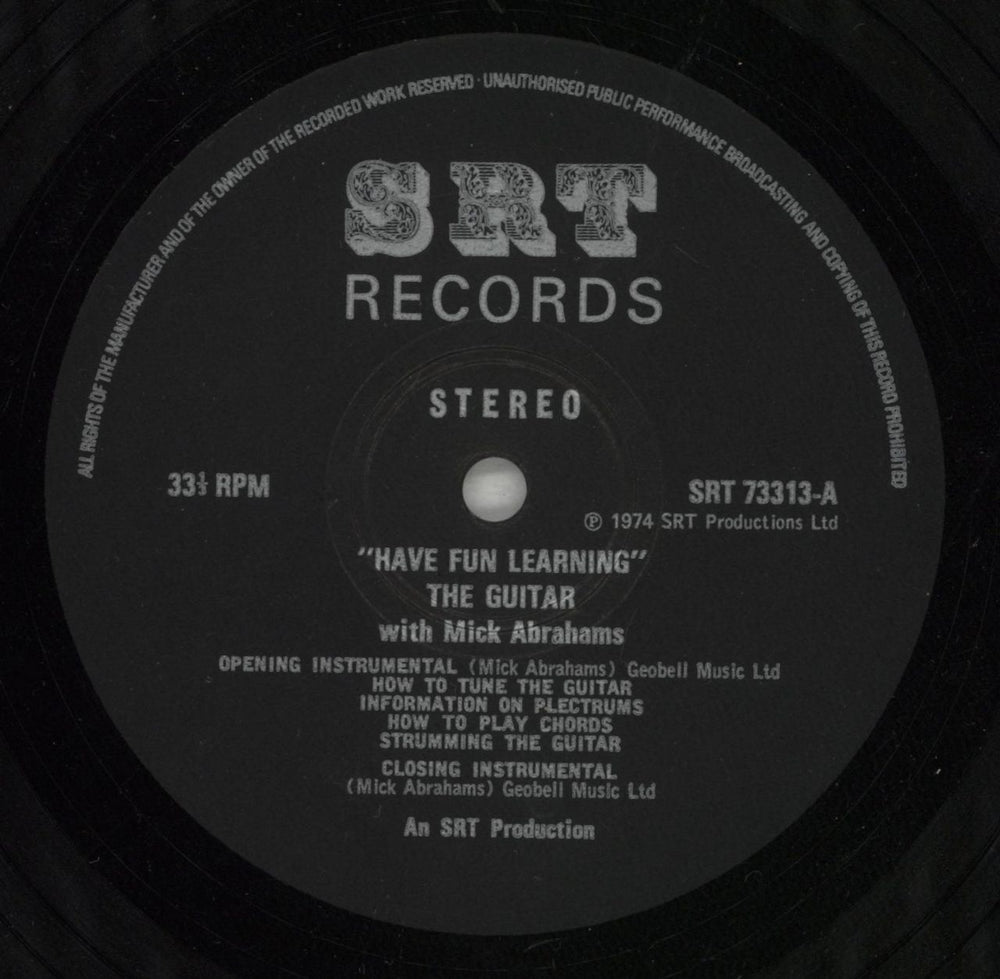 ALL RIGHTS OF THE MANUFACTURER AND OF THE OWNER OF THE RECORDED WORK RESERVED · UNAUTHORISED PUBLIC PERFORMANCE BROADCASTING AND COPYING OF THIS RECORD PROHIBITED
SRT
RECORDS
STEREO
33⅓ RPM
SRT 73313-A
℗ 1974 SRT Productions Ltd
"HAVE FUN LEARNING"
THE GUITAR
with Mick Abrahams
OPENING INSTRUMENTAL (Mick Abrahams) Geobell Music Ltd
HOW TO TUNE THE GUITAR
INFORMATION ON PLECTRUMS
HOW TO PLAY CHORDS
STRUMMING THE GUITAR
CLOSING INSTRUMENTAL
(Mick Abrahams) Geobell Music Ltd
An SRT Production